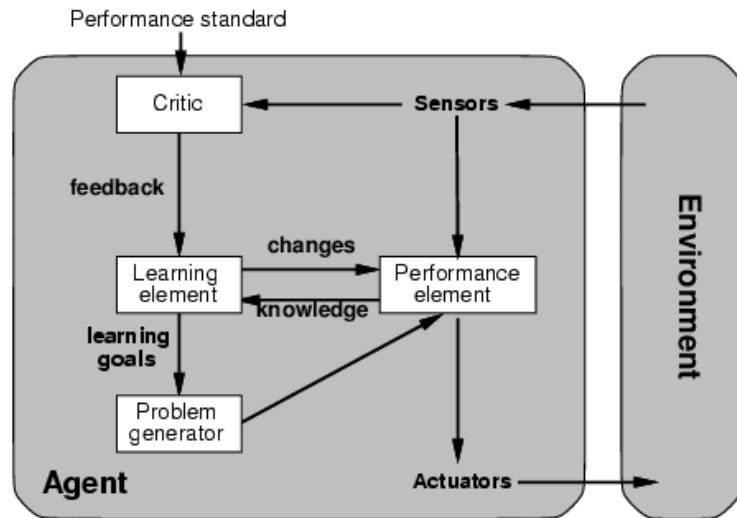 Performance standard
Critic
Sensors
feedback
changes
Learning
element
Performance
element
knowledge
learning
goals
Problem
generator
Agent
Actuators
Environment